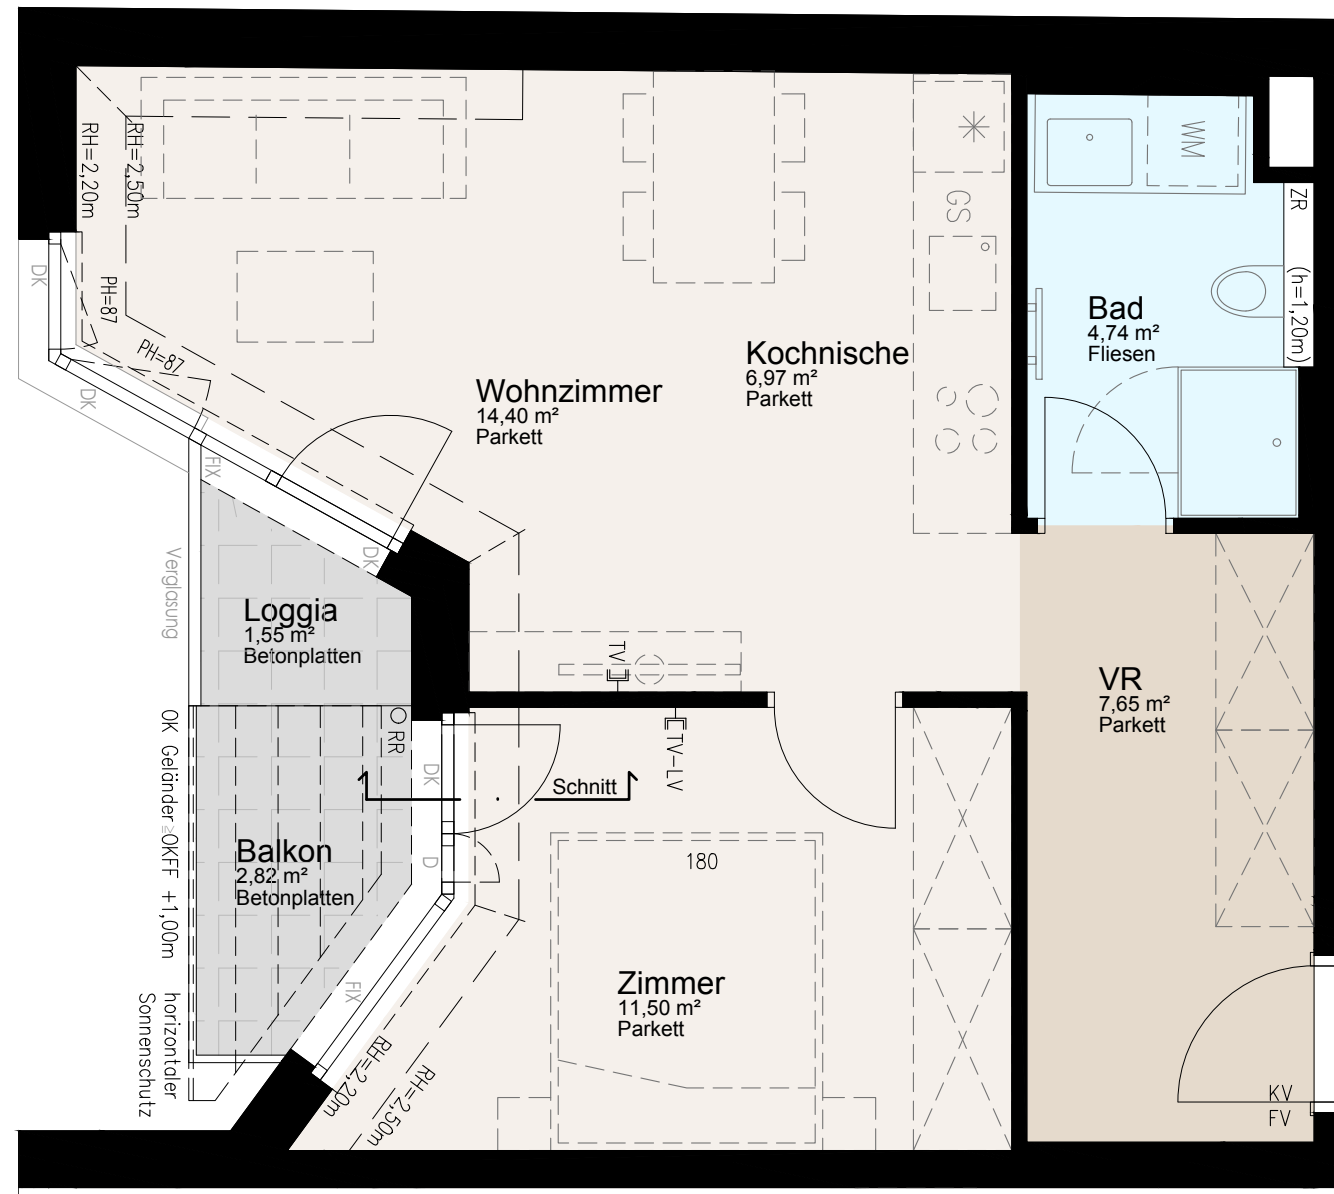 RH=2,20m
RH=2,50m
WM
GS
ZR (h=1,20m)
DK
PH=87
PH=87
DK
Bad
4,74 m²
Fliesen
Kochnische
6,97 m²
Parkett
Wohnzimmer
14,40 m²
Parkett
FIX
DK
Verglasung
Loggia
1,55 m²
Betonplatten
TV
VR
7,65 m²
Parkett
RR
TV-LV
DK
Schnitt
OK Geländer ≥OKFF +1,00m
Balkon
2,82 m²
Betonplatten
D
180
Zimmer
11,50 m²
Parkett
FIX
horizontaler
Sonnenschutz
RH=2,20m
RH=2,50m
KV
FV